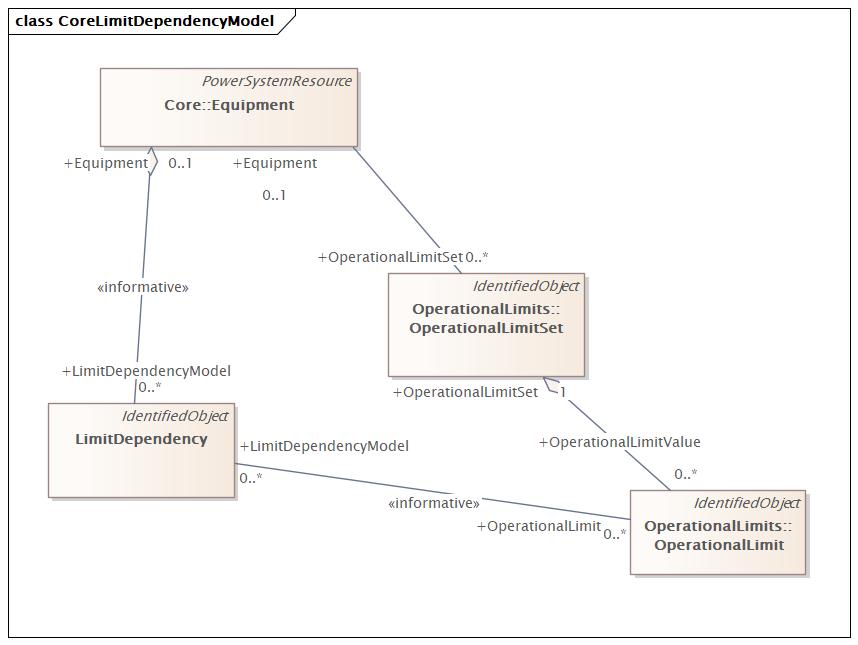 class CoreLimitDependencyModel
PowerSystemResource
Core::Equipment
+Equipment 0..1 +Equipment
0..1
+OperationalLimitSet 0..*
IdentifiedObject
«informative»
OperationalLimits::
OperationalLimitSet
+LimitDependencyModel
0..*
+OperationalLimitSet 1
IdentifiedObject
LimitDependency
+LimitDependencyModel
+OperationalLimitValue
0..*
0..*
«informative»
IdentifiedObject
+OperationalLimit
0..*
OperationalLimits::
OperationalLimit